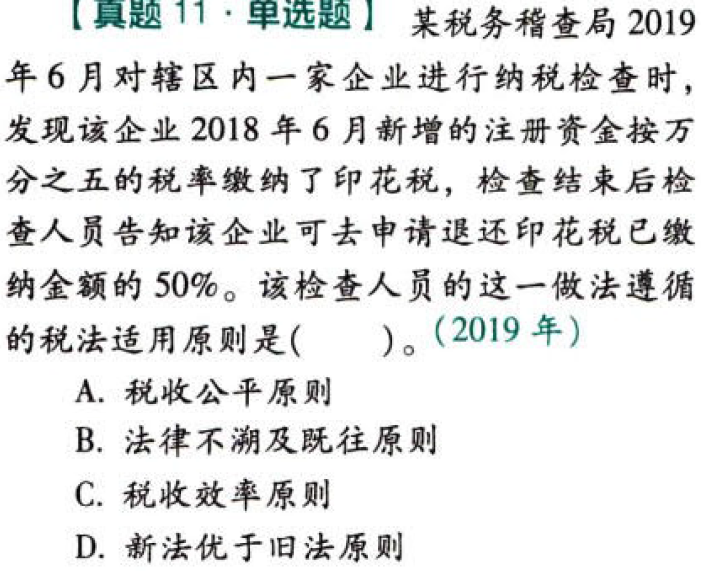 【真题 11·单选题】 某税务稽查局 2019
年 6 月对辖区内一家企业进行纳税检查时，
发现该企业 2018 年 6 月新增的注册资金按万
分之五的税率缴纳了印花税，检查结束后检
查人员告知该企业可去申请退还印花税已缴
纳金额的 50%。该检查人员的这一做法遵循
的税法适用原则是(　　)。（2019 年）
A. 税收公平原则
B. 法律不溯及既往原则
C. 税收效率原则
D. 新法优于旧法原则